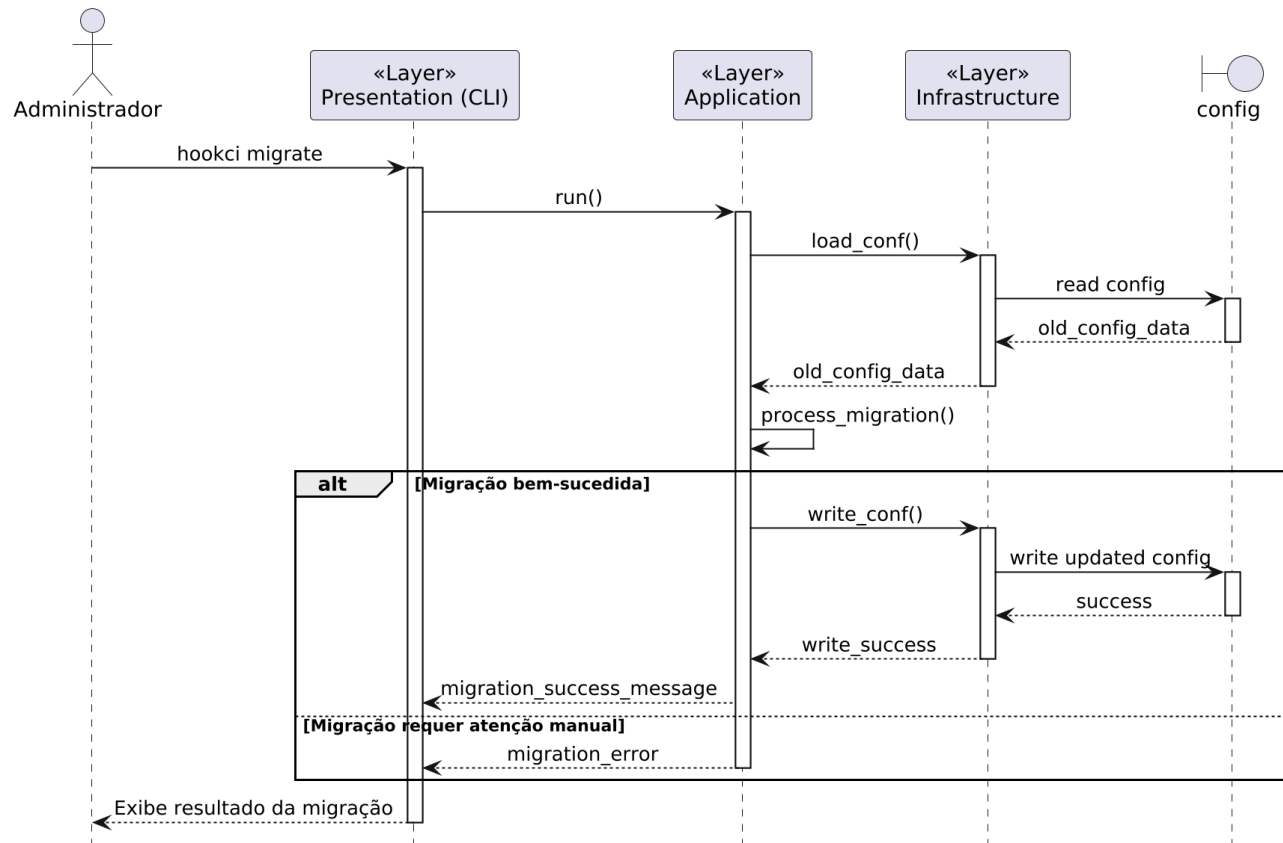 Administrador
«Layer»
Presentation (CLI)
«Layer»
Application
«Layer»
Infrastructure
config
hookci migrate
run()
load_conf()
read config
old_config_data
old_config_data
process_migration()
alt
[Migração bem-sucedida]
write_conf()
write updated config
success
write_success
migration_success_message
[Migração requer atenção manual]
migration_error
Exibe resultado da migração